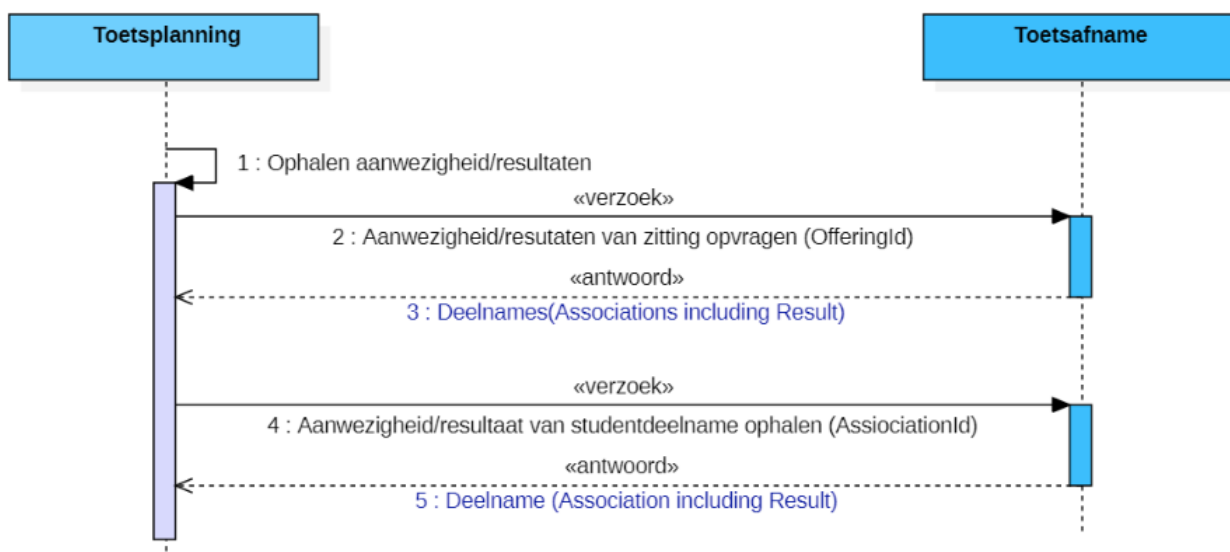 Toetsplanning
Toetsafname
1 : Ophalen aanwezigheid/resultaten
«verzoek»
2 : Aanwezigheid/resutaten van zitting opvragen (OfferingId)
«antwoord»
3 : Deelnames(Associations including Result)
«verzoek»
4 : Aanwezigheid/resultaat van studentdeelname ophalen (AssiociationId)
«antwoord»
5 : Deelname (Association including Result)